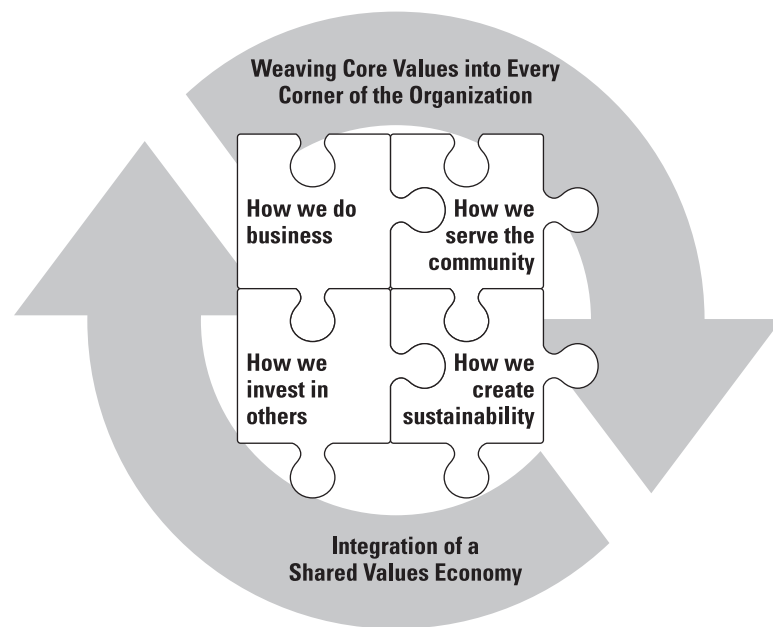 Weaving Core Values into Every
Corner of the Organization
How we do
business
How we
serve the
community
How we
invest in
others
How we
create
sustainability
Integration of a
Shared Values Economy